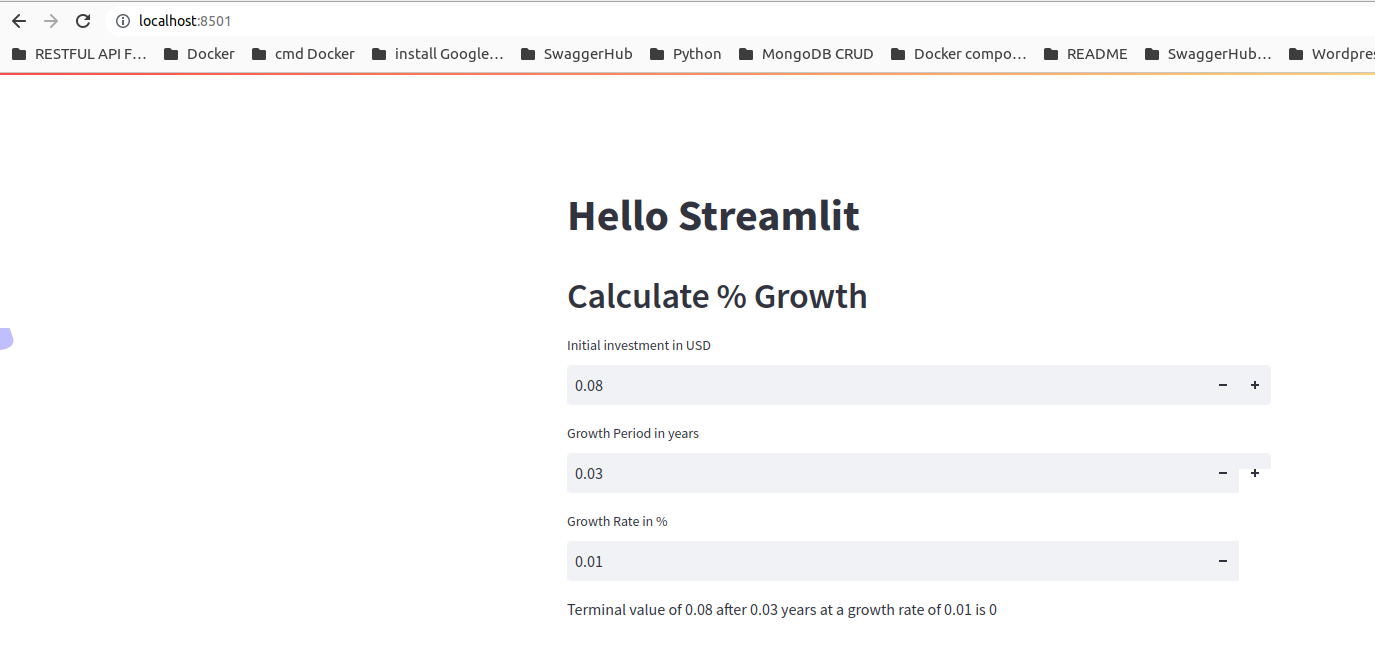 localhost:8501
RESTFUL API F... Docker cmd Docker install Google... SwaggerHub Python MongoDB CRUD Docker compo... README SwaggerHub... Wordpres
Hello Streamlit
Calculate % Growth
Initial investment in USD
0.08 − +
Growth Period in years
0.03 − +
Growth Rate in %
0.01 −
Terminal value of 0.08 after 0.03 years at a growth rate of 0.01 is 0